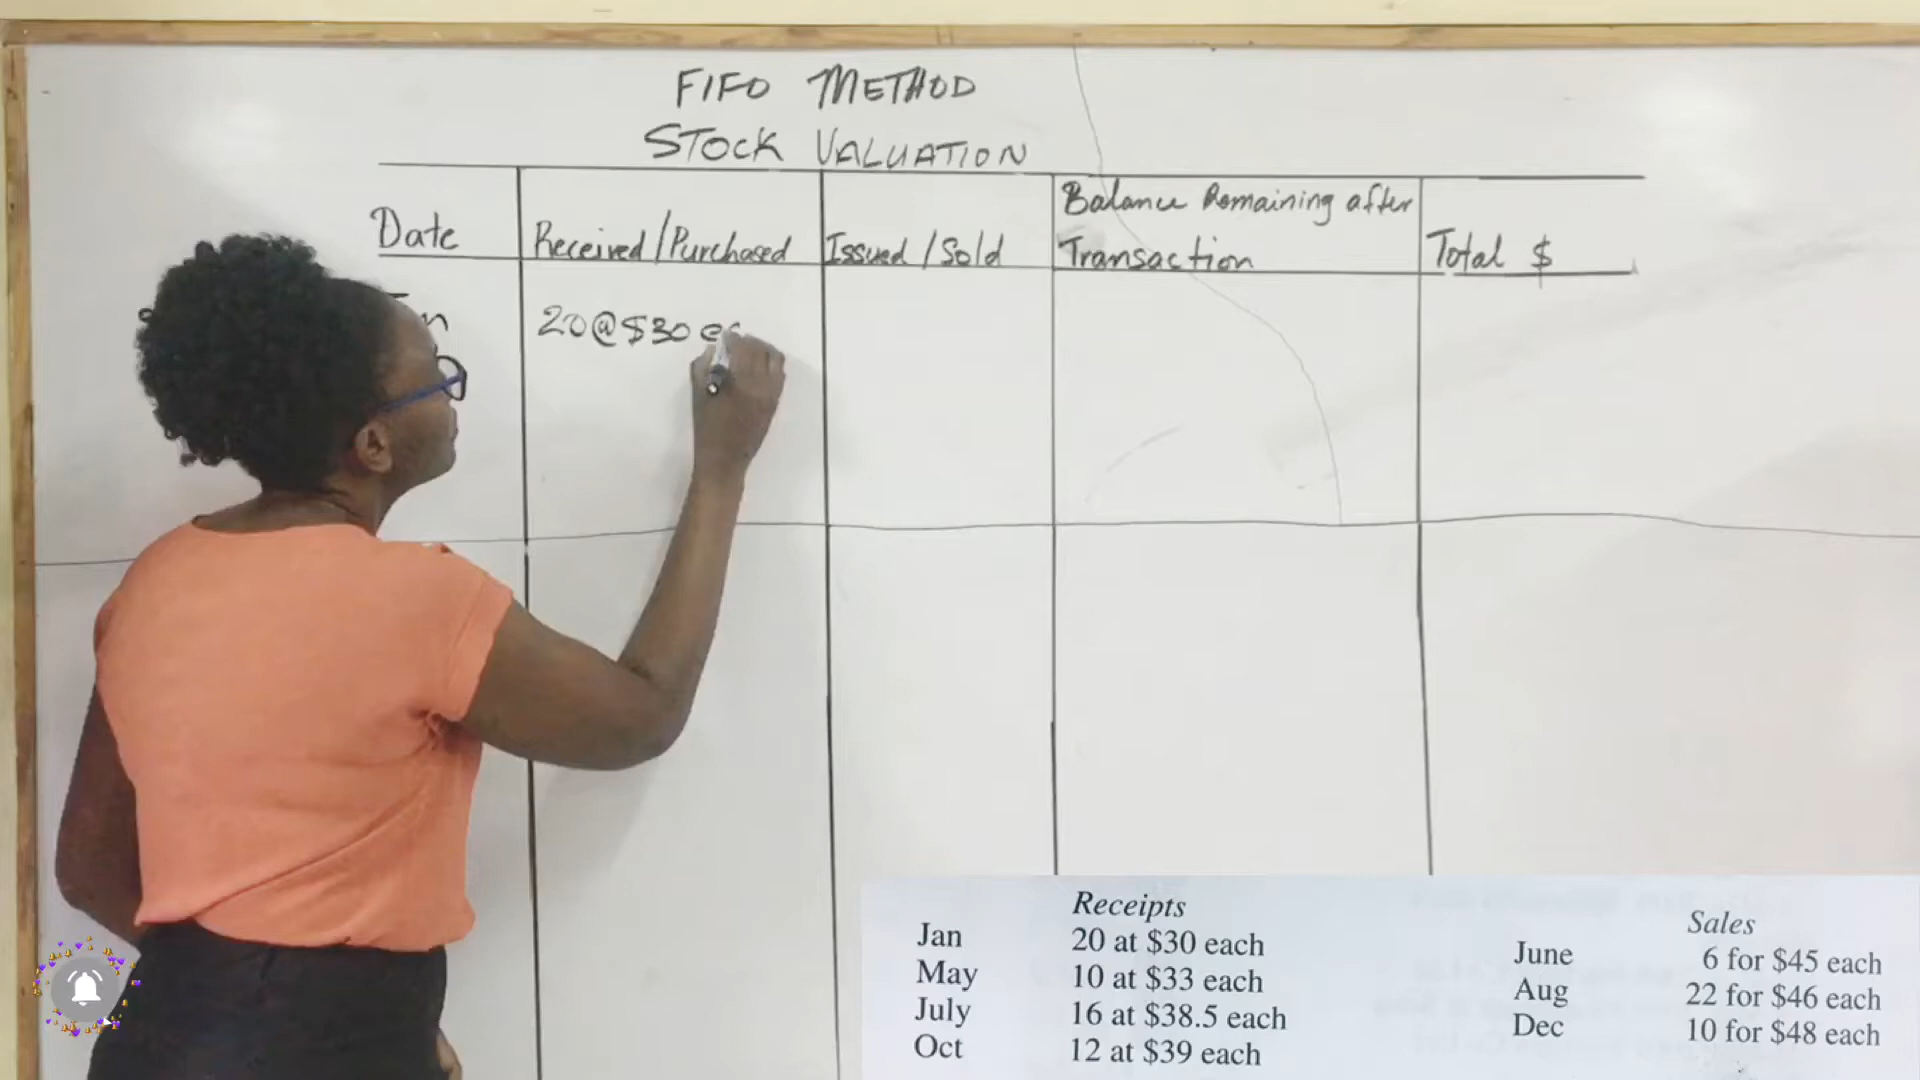 FIFO METHOD
STOCK VALUATION
Date
Received/Purchased
Issued/Sold
Balance Remaining after
Transaction
Total $
20@$30
Receipts
Jan 20 at $30 each
May 10 at $33 each
July 16 at $38.5 each
Oct 12 at $39 each
Sales
June 6 for $45 each
Aug 22 for $46 each
Dec 10 for $48 each